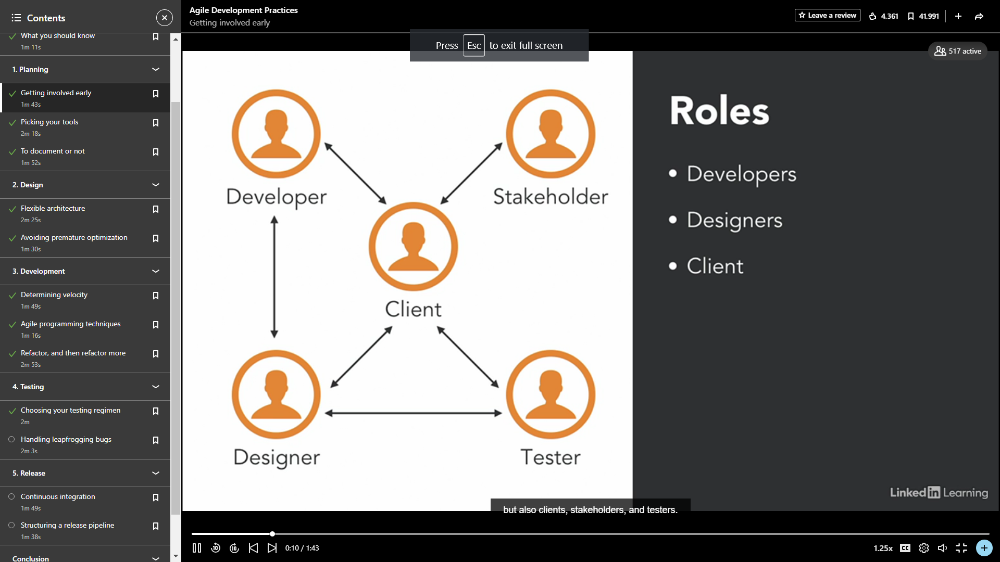 Contents
What you should know
1m 11s
1. Planning
Getting involved early
1m 43s
Picking your tools
2m 18s
To document or not
1m 52s
2. Design
Flexible architecture
2m 25s
Avoiding premature optimization
1m 30s
3. Development
Determining velocity
1m 49s
Agile programming techniques
1m 16s
Refactor, and then refactor more
2m 53s
4. Testing
Choosing your testing regimen
2m
Handling leapfrogging bugs
2m 3s
5. Release
Continuous integration
1m 49s
Structuring a release pipeline
1m 38s
Conclusion
Agile Development Practices
Getting involved early
Leave a review
4,361
41,991
Press Esc to exit full screen
517 active
Developer
Stakeholder
Client
Designer
Tester
Roles
• Developers
• Designers
• Client
LinkedIn Learning
but also clients, stakeholders, and testers.
10
10
0:10 / 1:43
1.25x
CC